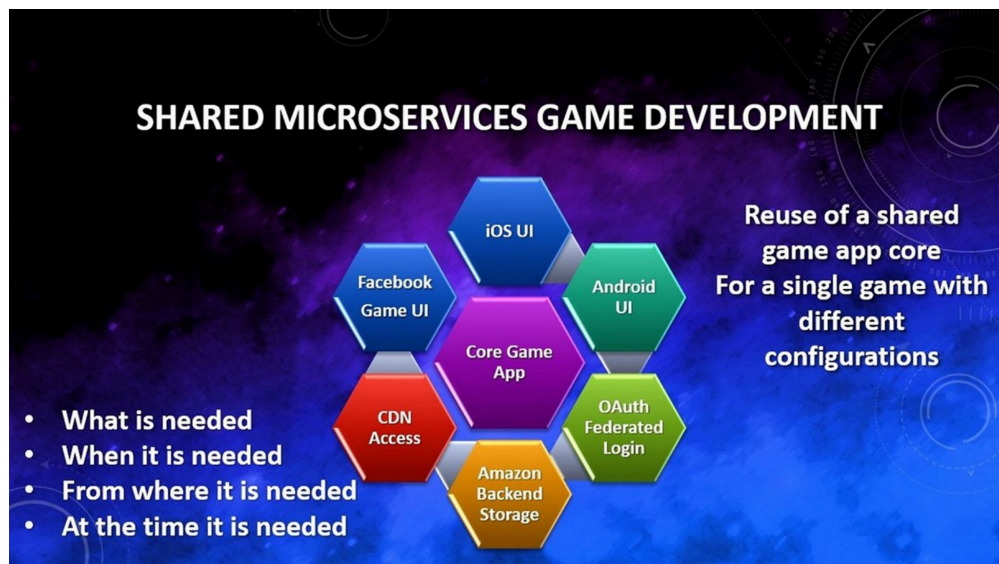 SHARED MICROSERVICES GAME DEVELOPMENT
iOS UI
Facebook
Game UI
Android
UI
Core Game
App
CDN
Access
OAuth
Federated
Login
Amazon
Backend
Storage
Reuse of a shared
game app core
For a single game with
different
configurations
• What is needed
• When it is needed
• From where it is needed
• At the time it is needed